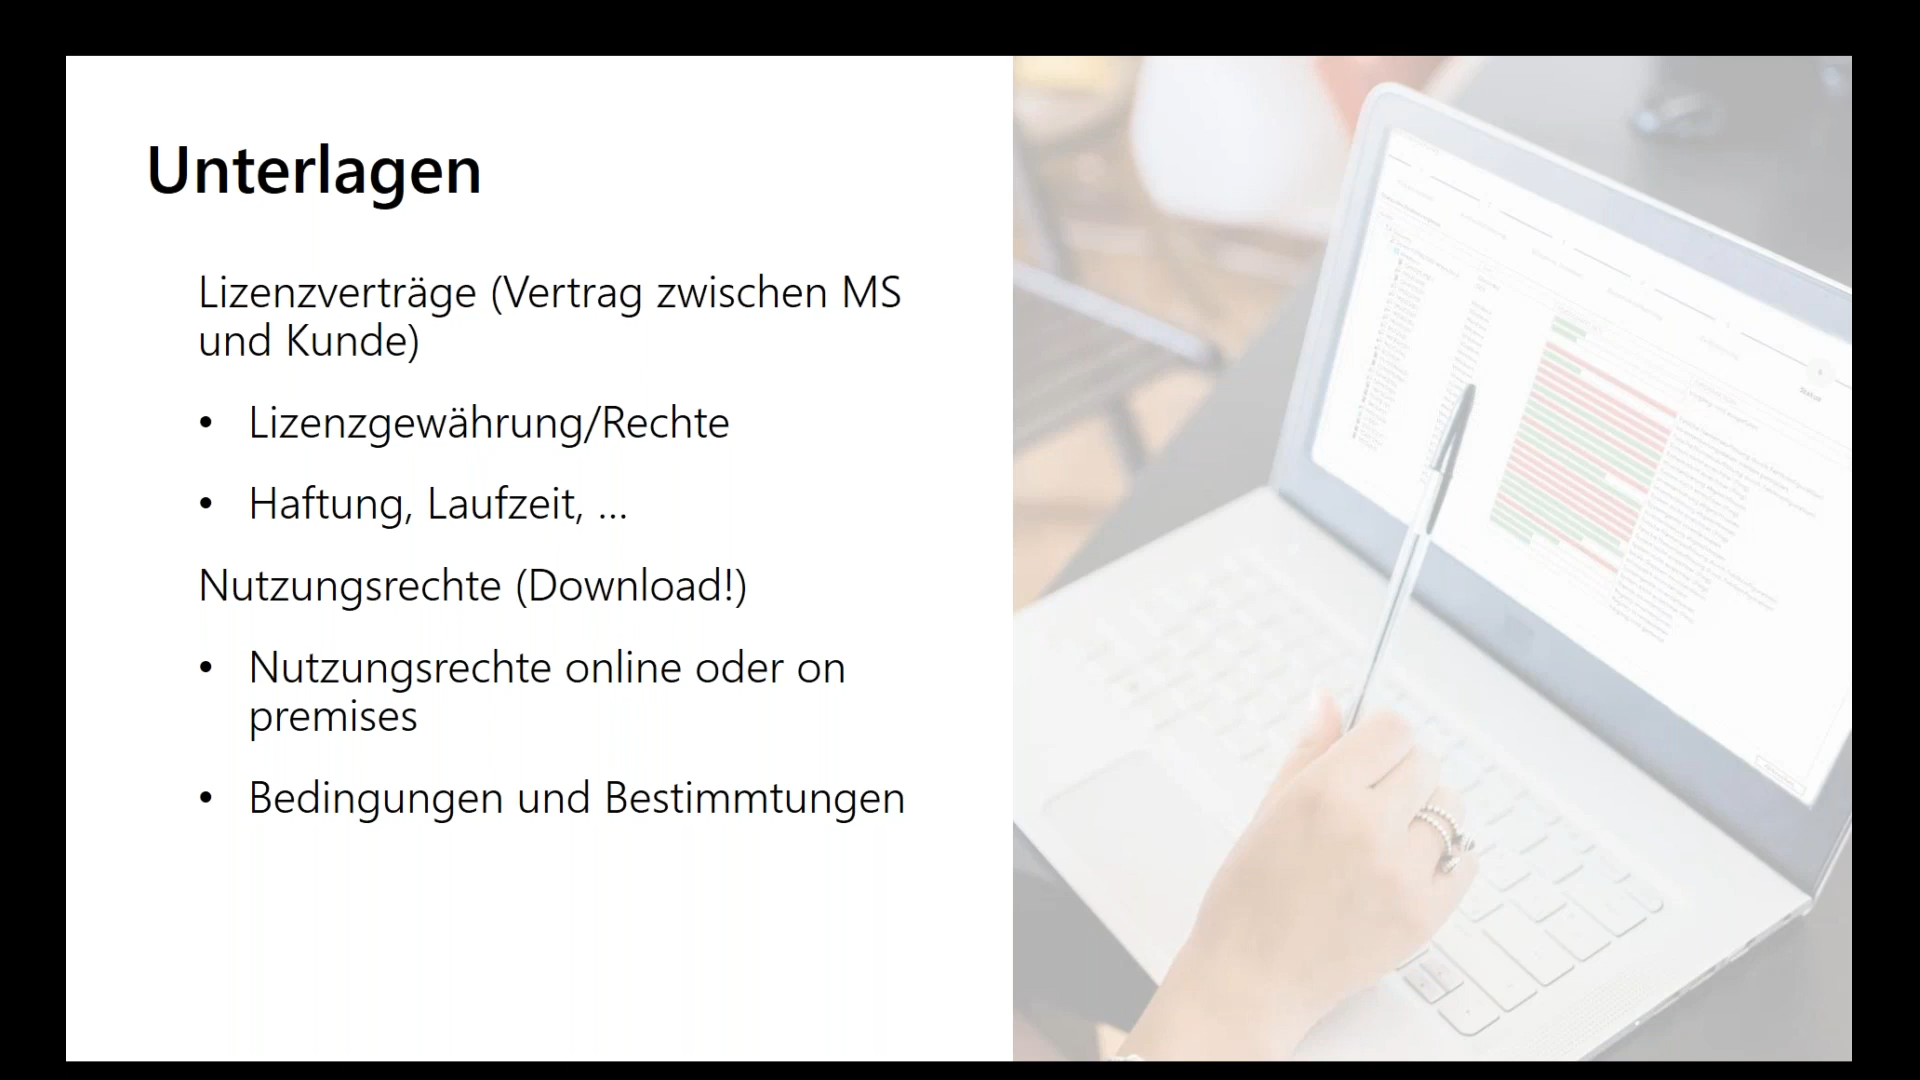 Unterlagen
Lizenzverträge (Vertrag zwischen MS
und Kunde)
• Lizenzgewährung/Rechte
• Haftung, Laufzeit, ...
Nutzungsrechte (Download!)
• Nutzungsrechte online oder on
premises
• Bedingungen und Bestimmtungen
Status